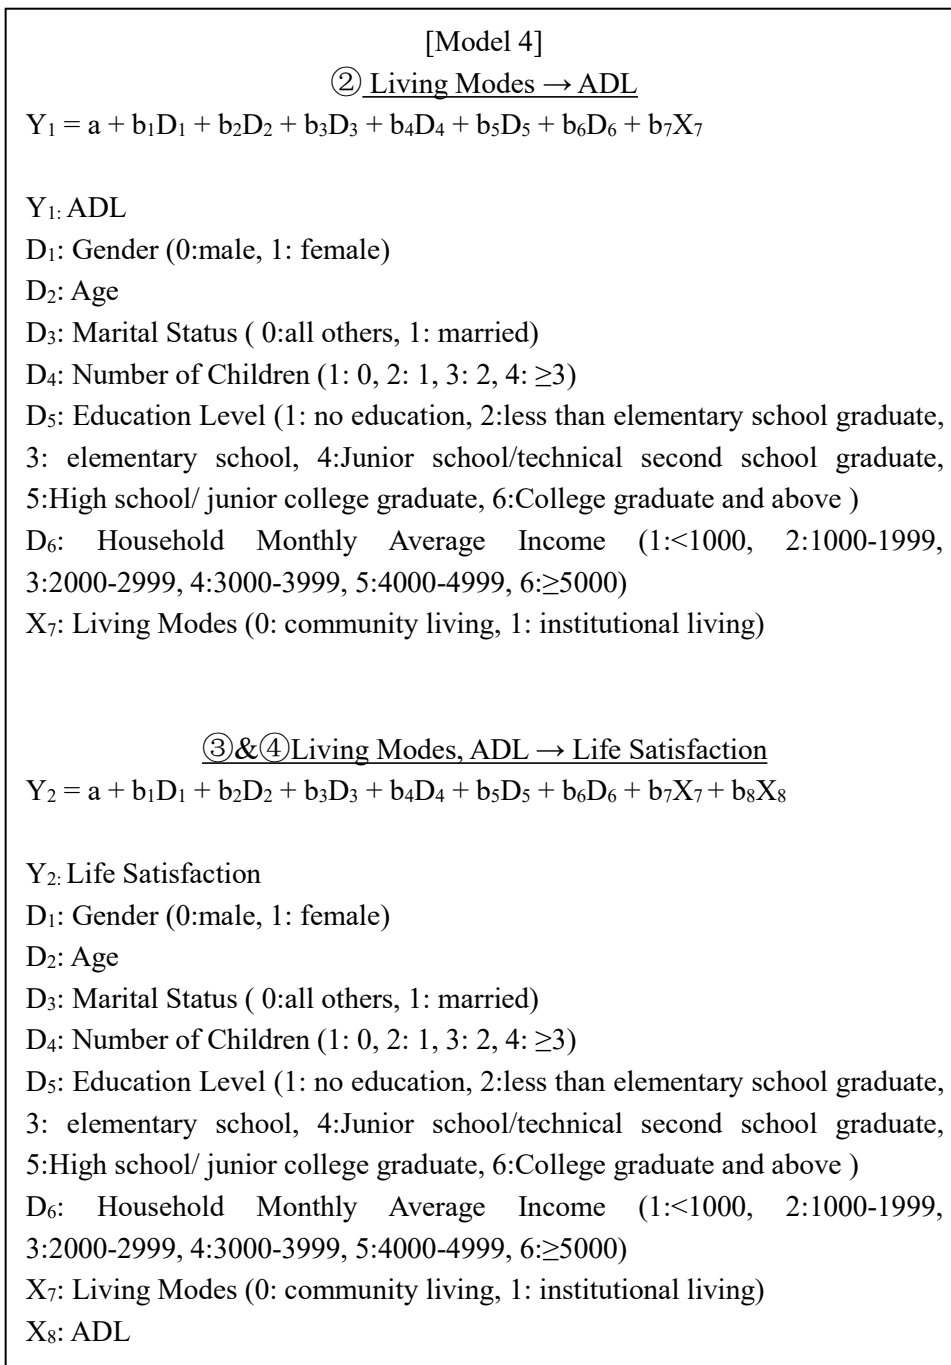 [Model 4]
② Living Modes → ADL
Y₁ = a + b₁D₁ + b₂D₂ + b₃D₃ + b₄D₄ + b₅D₅ + b₆D₆ + b₇X₇
Y₁: ADL
D₁: Gender (0:male, 1: female)
D₂: Age
D₃: Marital Status ( 0:all others, 1: married)
D₄: Number of Children (1: 0, 2: 1, 3: 2, 4: ≥3)
D₅: Education Level (1: no education, 2:less than elementary school graduate,
3: elementary school, 4:Junior school/technical second school graduate,
5:High school/ junior college graduate, 6:College graduate and above )
D₆: Household Monthly Average Income (1:<1000, 2:1000-1999,
3:2000-2999, 4:3000-3999, 5:4000-4999, 6:≥5000)
X₇: Living Modes (0: community living, 1: institutional living)
③&④Living Modes, ADL → Life Satisfaction
Y₂ = a + b₁D₁ + b₂D₂ + b₃D₃ + b₄D₄ + b₅D₅ + b₆D₆ + b₇X₇ + b₈X₈
Y₂: Life Satisfaction
D₁: Gender (0:male, 1: female)
D₂: Age
D₃: Marital Status ( 0:all others, 1: married)
D₄: Number of Children (1: 0, 2: 1, 3: 2, 4: ≥3)
D₅: Education Level (1: no education, 2:less than elementary school graduate,
3: elementary school, 4:Junior school/technical second school graduate,
5:High school/ junior college graduate, 6:College graduate and above )
D₆: Household Monthly Average Income (1:<1000, 2:1000-1999,
3:2000-2999, 4:3000-3999, 5:4000-4999, 6:≥5000)
X₇: Living Modes (0: community living, 1: institutional living)
X₈: ADL